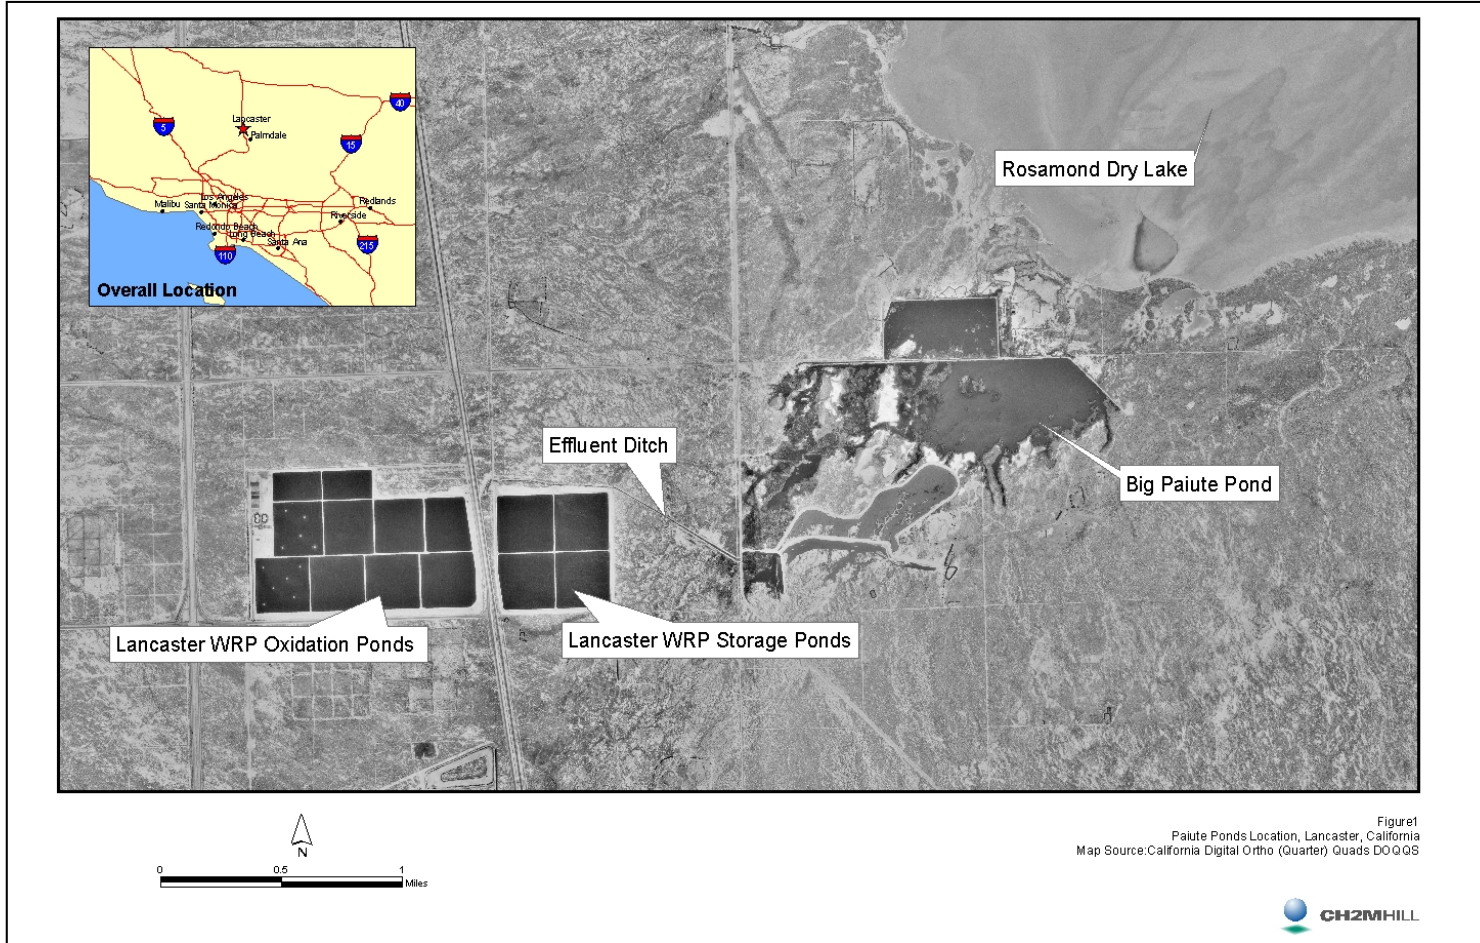 Lancaster
Palmdale
5
40
15
Los Angeles
Malibu
Santa Monica
Redlands
Riverside
Redondo Beach
Long Beach
Santa Ana
110
215
Overall Location
Rosamond Dry Lake
Effluent Ditch
Big Paiute Pond
Lancaster WRP Oxidation Ponds
Lancaster WRP Storage Ponds
N
0 0.5 1
Miles
Figure1
Paiute Ponds Location, Lancaster, California
Map Source:California Digital Ortho (Quarter) Quads DOQQS
CH2MHILL